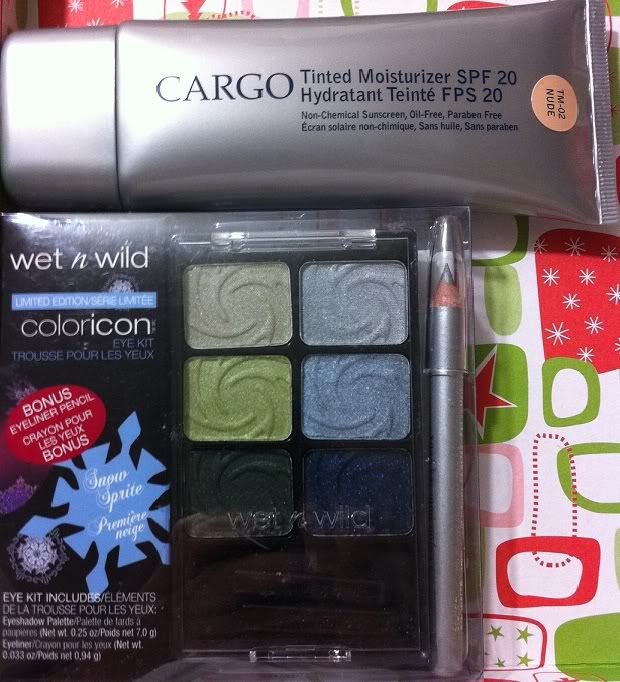 CARGO
Tinted Moisturizer SPF 20
Hydratant Teinté FPS 20
Non-Chemical Sunscreen, Oil-Free, Paraben Free
Écran solaire non-chimique, Sans huile, Sans paraben
TM-02
NUDE
wet n wild
LIMITED EDITION/SÉRIE LIMITÉE
coloricon
EYE KIT
TROUSSE POUR LES YEUX
BONUS
EYELINER PENCIL
CRAYON POUR
LES YEUX
BONUS
Snow
Sprite
Première
neige
EYE KIT INCLUDES/ÉLÉMENTS
DE LA TROUSSE POUR LES YEUX:
Eyeshadow Palette/Palette de fards à
paupières (Net wt. 0.25 oz/Poids net 7,0 g)
Eyeliner/Crayon pour les yeux (Net wt.
0.033 oz/Poids net 0,94 g)
wet n wild